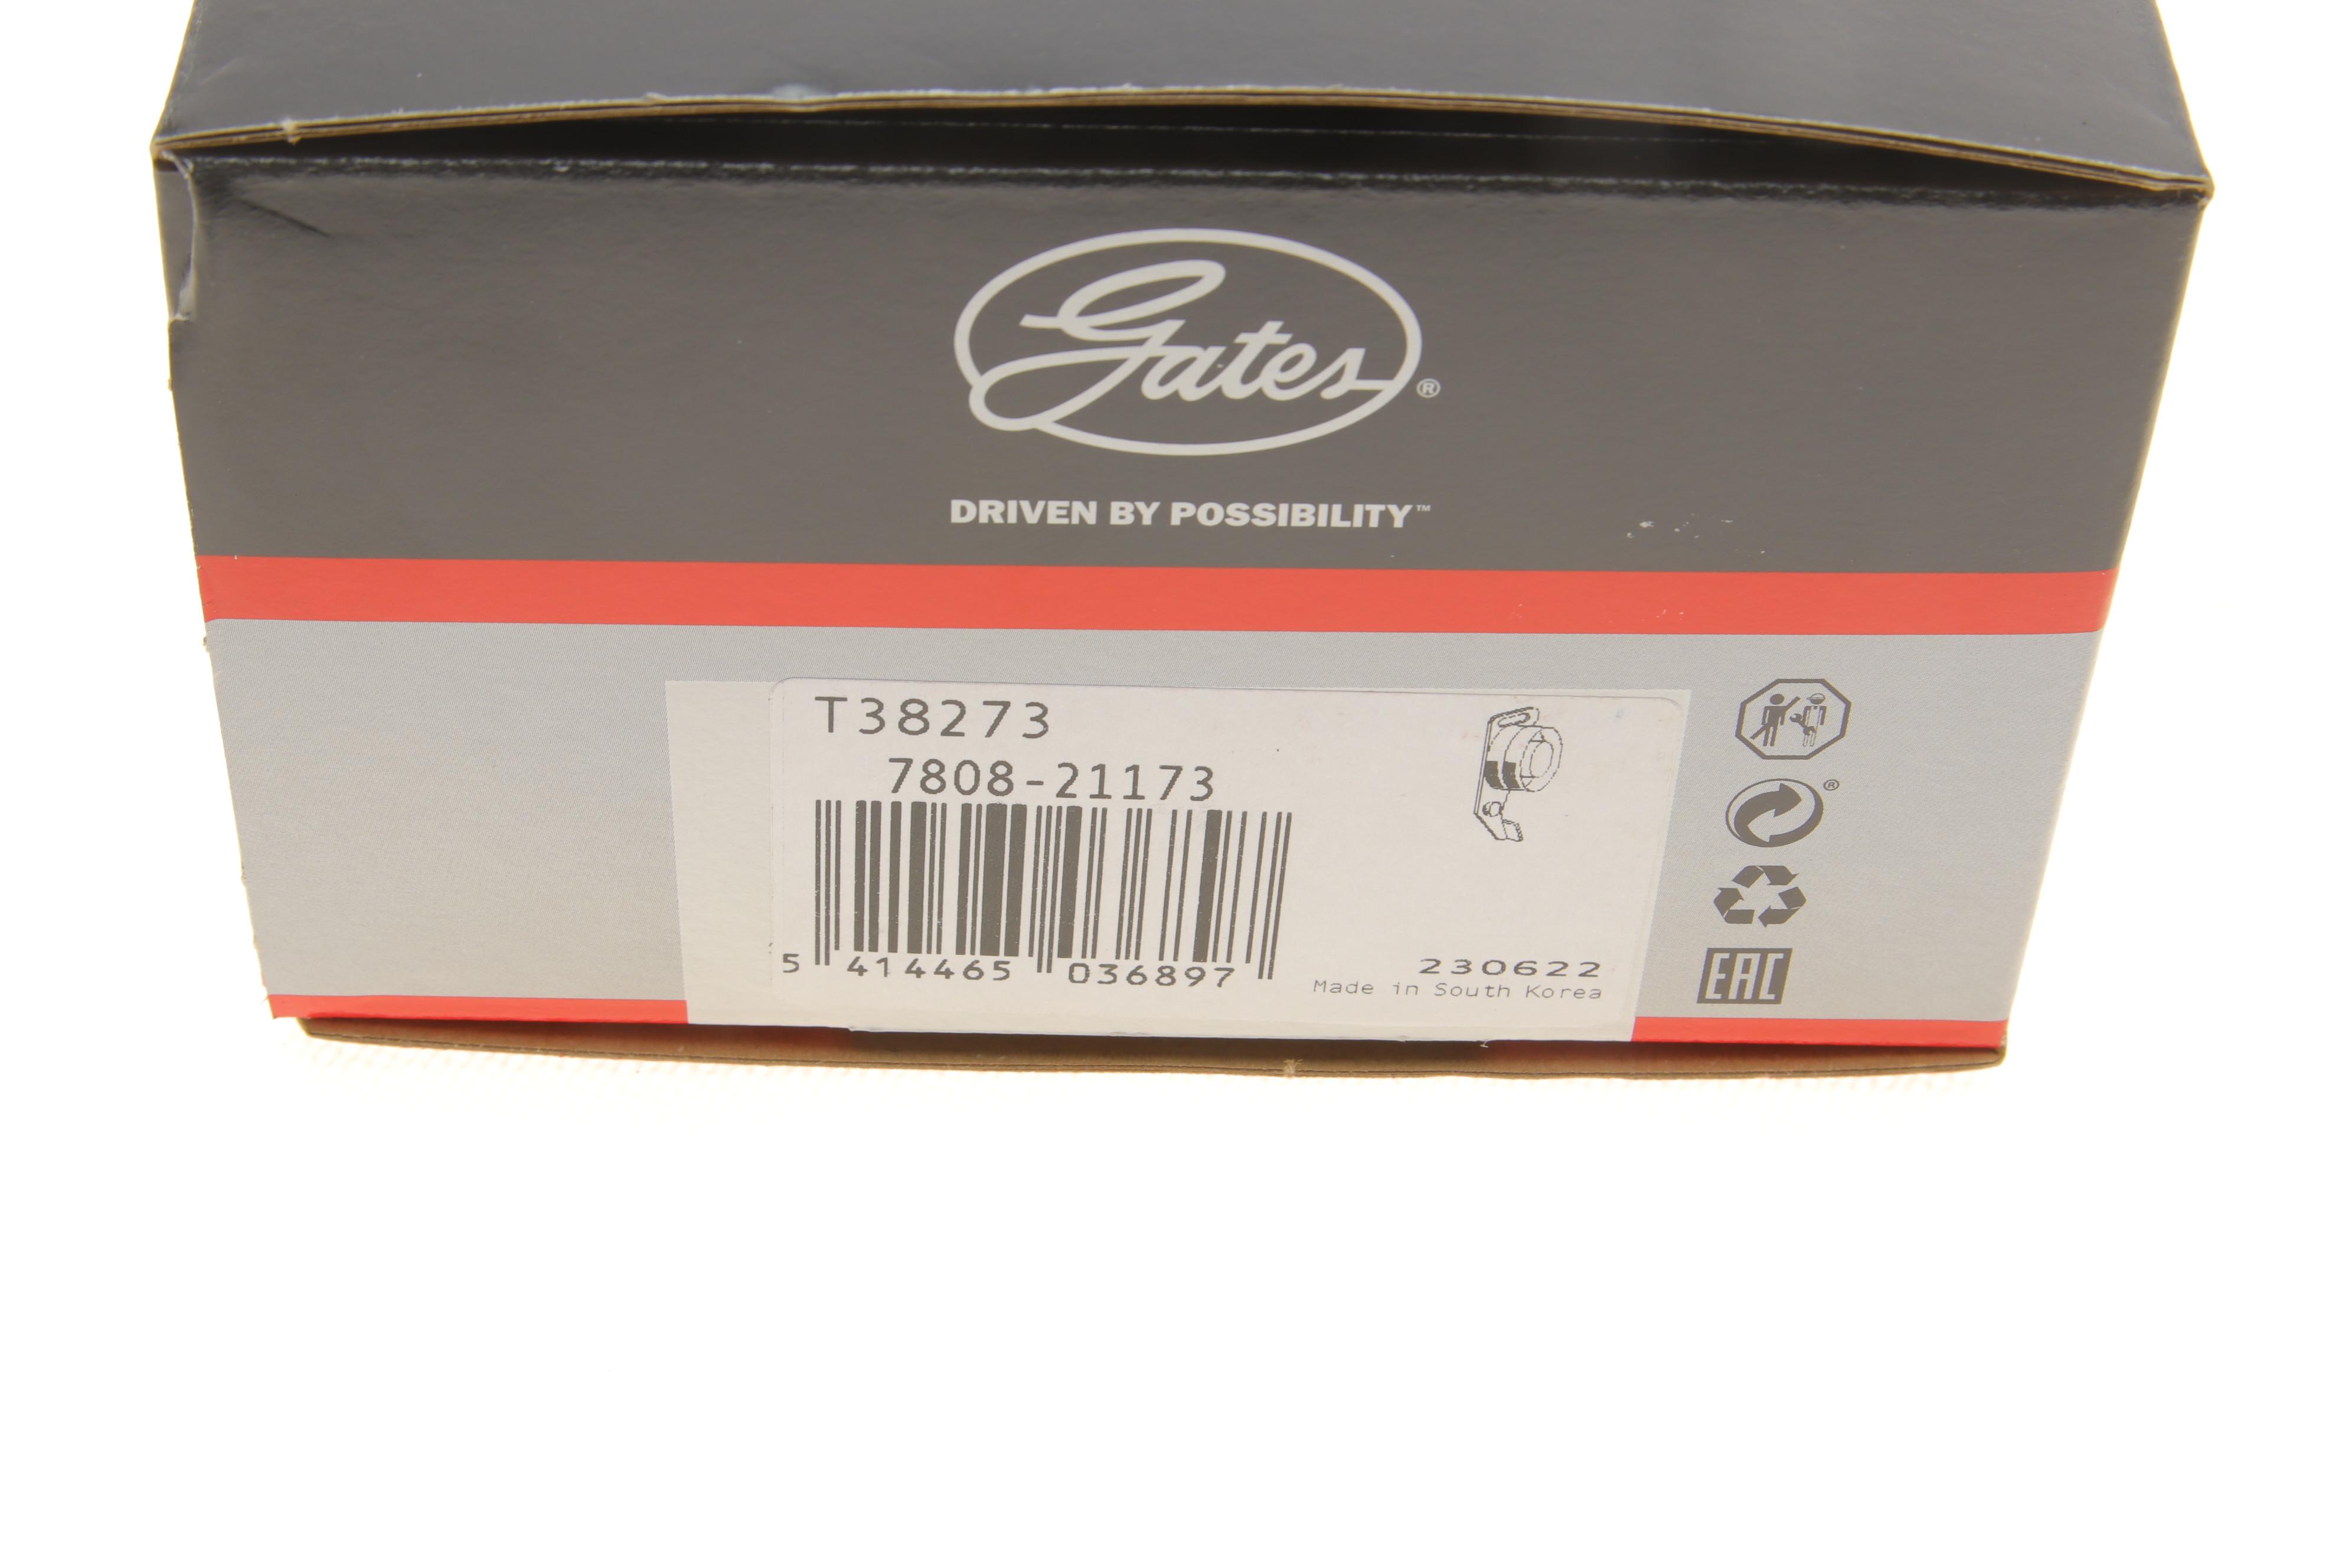 Gates®
DRIVEN BY POSSIBILITY™
T38273
7808-21173
5 414465 036897
®
230622
Made in South Korea
EAC